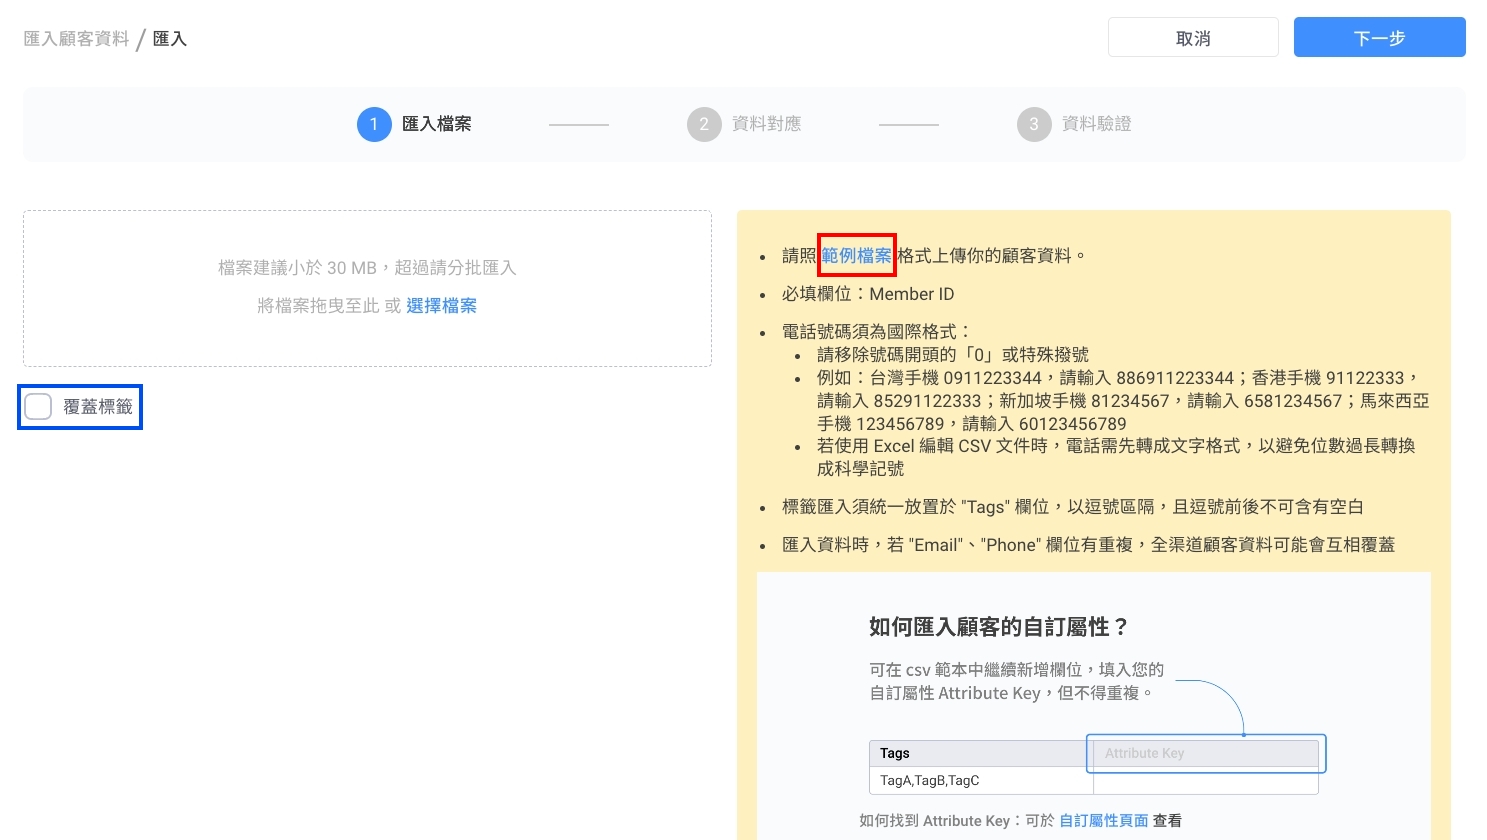 匯入顧客資料 / 匯入
取消
下一步
1 匯入檔案
2 資料對應
3 資料驗證
檔案建議小於 30 MB，超過請分批匯入
將檔案拖曳至此 或 選擇檔案
覆蓋標籤
• 請照 範例檔案 格式上傳你的顧客資料。
• 必填欄位：Member ID
• 電話號碼須為國際格式：
• 請移除號碼開頭的「0」或特殊撥號
• 例如：台灣手機 0911223344，請輸入 886911223344；香港手機 91122333，
請輸入 85291122333；新加坡手機 81234567，請輸入 6581234567；馬來西亞
手機 123456789，請輸入 60123456789
• 若使用 Excel 編輯 CSV 文件時，電話需先轉成文字格式，以避免位數過長轉換
成科學記號
• 標籤匯入須統一放置於 "Tags" 欄位，以逗號區隔，且逗號前後不可含有空白
• 匯入資料時，若 "Email"、"Phone" 欄位有重複，全渠道顧客資料可能會互相覆蓋
如何匯入顧客的自訂屬性？
可在 csv 範本中繼續新增欄位，填入您的
自訂屬性 Attribute Key，但不得重複。
Tags
Attribute Key
TagA,TagB,TagC
如何找到 Attribute Key：可於 自訂屬性頁面 查看